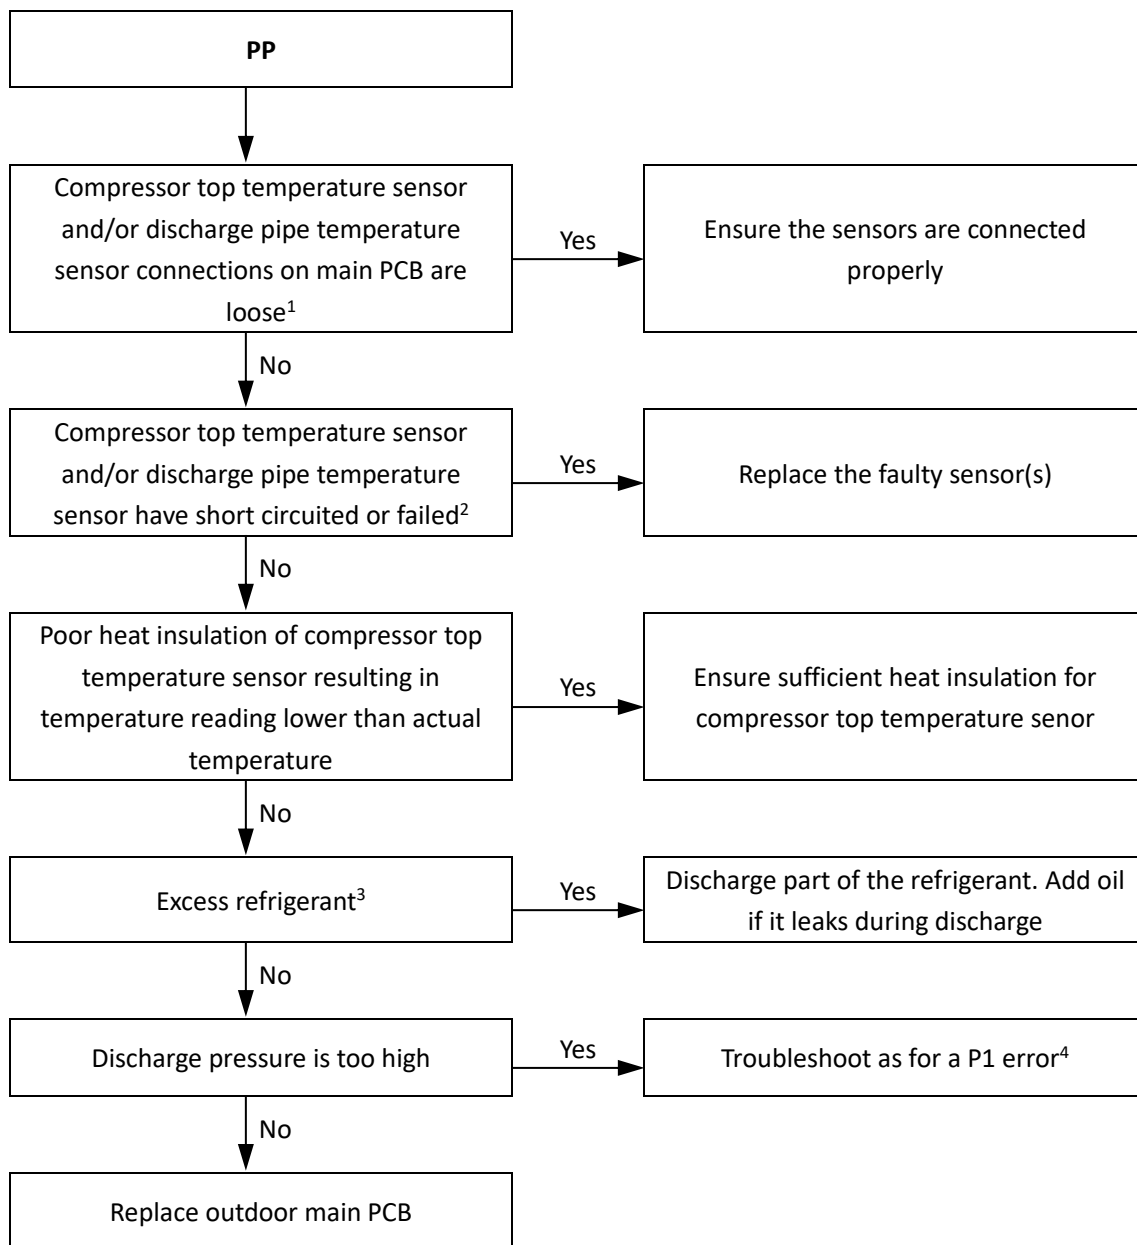 PP
Compressor top temperature sensor
and/or discharge pipe temperature
sensor connections on main PCB are
loose¹
Yes
Ensure the sensors are connected
properly
No
Compressor top temperature sensor
and/or discharge pipe temperature
sensor have short circuited or failed²
Yes
Replace the faulty sensor(s)
No
Poor heat insulation of compressor top
temperature sensor resulting in
temperature reading lower than actual
temperature
Yes
Ensure sufficient heat insulation for
compressor top temperature senor
No
Excess refrigerant³
Yes
Discharge part of the refrigerant. Add oil
if it leaks during discharge
No
Discharge pressure is too high
Yes
Troubleshoot as for a P1 error⁴
No
Replace outdoor main PCB